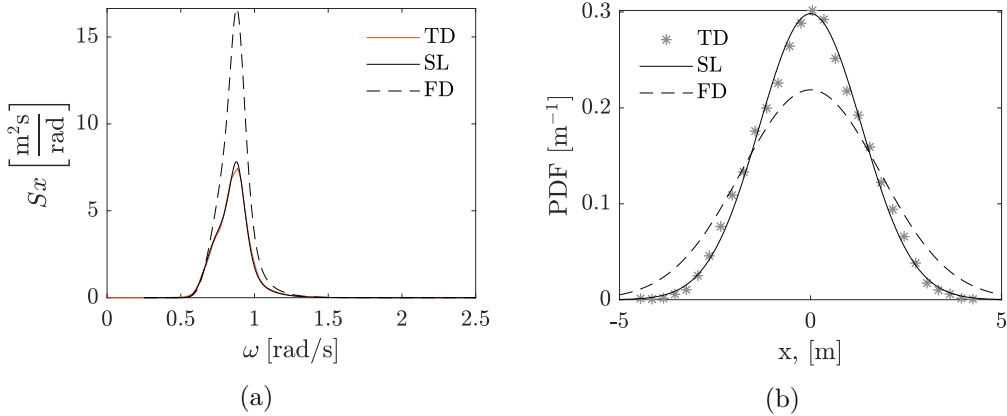 15
10
5
0
Sx [m²s/rad]
TD
SL
FD
0 0.5 1 1.5 2 2.5
ω [rad/s]
(a)
0.3
0.2
0.1
0
PDF [m⁻¹]
TD
SL
FD
-5 0 5
x, [m]
(b)